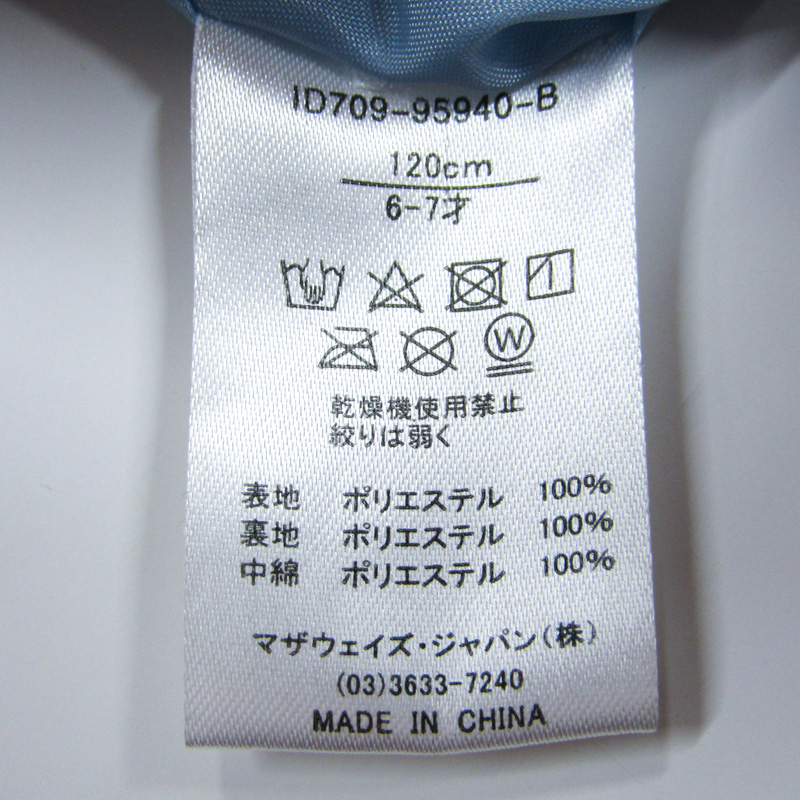 ID709-95940-B
120cm
6-7才
W
乾燥機使用禁止
絞りは弱く
表地 ポリエステル 100%
裏地 ポリエステル 100%
中綿 ポリエステル 100%
マザウェイズ・ジャパン(株)
(03)3633-7240
MADE IN CHINA